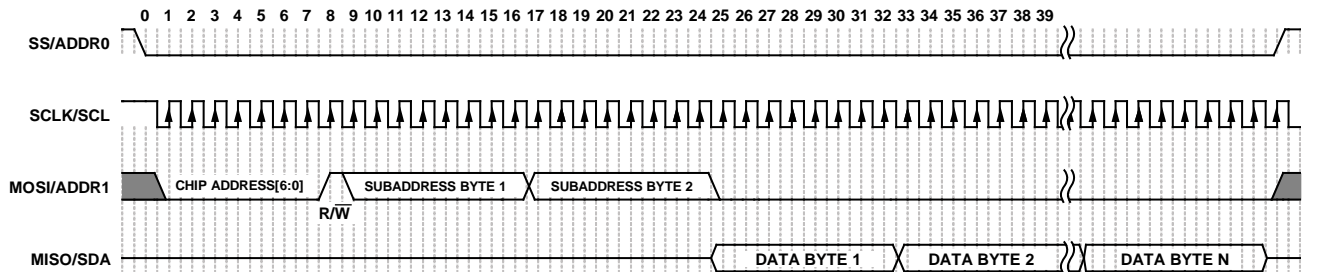 0 1 2 3 4 5 6 7 8 9 10 11 12 13 14 15 16 17 18 19 20 21 22 23 24 25 26 27 28 29 30 31 32 33 34 35 36 37 38 39
SS/ADDR0
SCLK/SCL
MOSI/ADDR1 CHIP ADDRESS[6:0] SUBADDRESS BYTE 1 SUBADDRESS BYTE 2
R/W̅
MISO/SDA DATA BYTE 1 DATA BYTE 2 DATA BYTE N